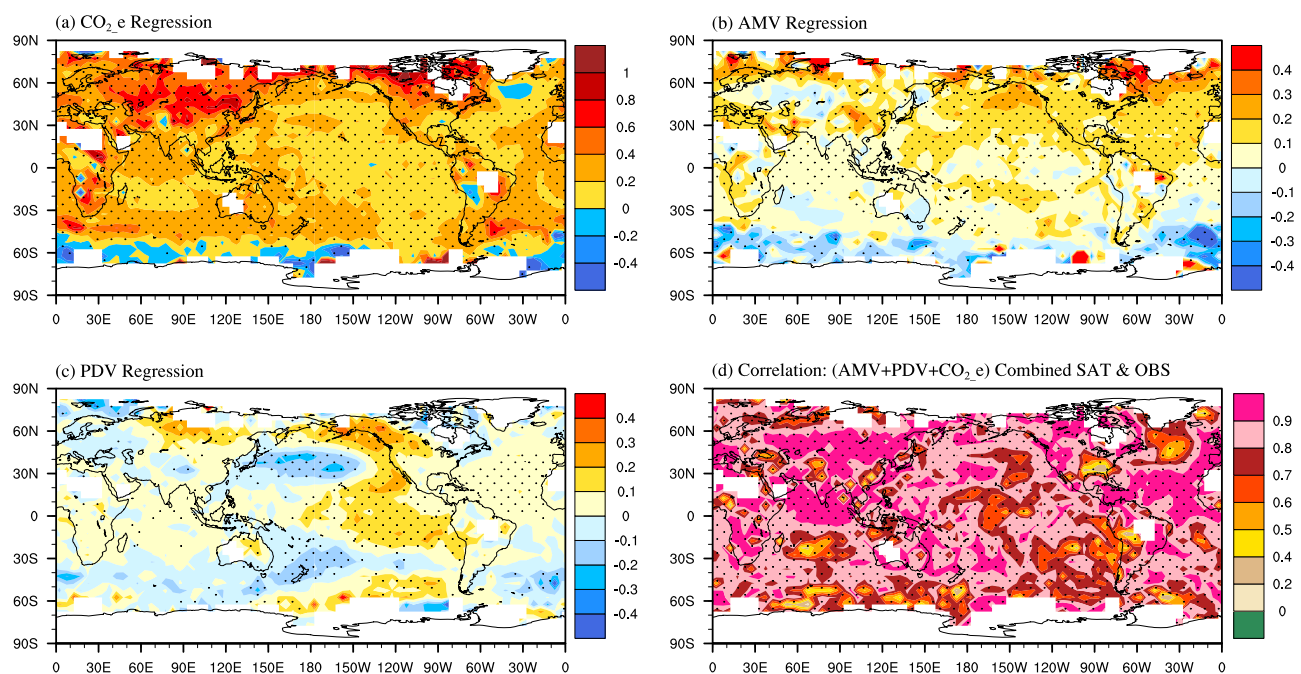 (a) CO2_e Regression
90N
60N
30N
0
30S
60S
90S
0 30E 60E 90E 120E 150E 180 150W 120W 90W 60W 30W 0
1
0.8
0.6
0.4
0.2
0
-0.2
-0.4
(b) AMV Regression
90N
60N
30N
0
30S
60S
90S
0 30E 60E 90E 120E 150E 180 150W 120W 90W 60W 30W 0
0.4
0.3
0.2
0.1
0
-0.1
-0.2
-0.3
-0.4
(c) PDV Regression
90N
60N
30N
0
30S
60S
90S
0 30E 60E 90E 120E 150E 180 150W 120W 90W 60W 30W 0
0.4
0.3
0.2
0.1
0
-0.1
-0.2
-0.3
-0.4
(d) Correlation: (AMV+PDV+CO2_e) Combined SAT & OBS
90N
60N
30N
0
30S
60S
90S
0 30E 60E 90E 120E 150E 180 150W 120W 90W 60W 30W 0
0.9
0.8
0.7
0.6
0.5
0.4
0.2
0